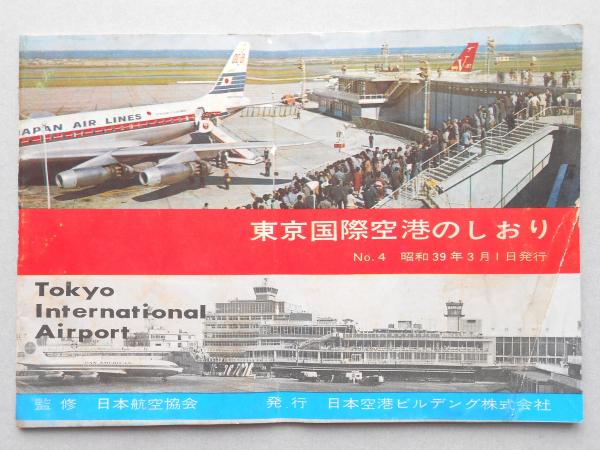 JAPAN AIR LINES
東京国際空港のしおり
No.4 昭和39年3月1日発行
Tokyo
International
Airport
PAN AMERICAN
監修 日本航空協会 発行 日本空港ビルデング株式会社